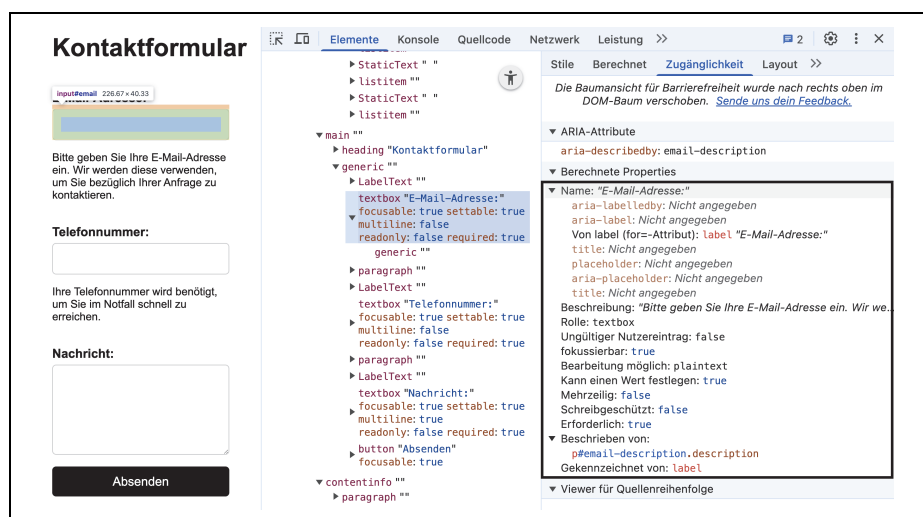 Kontaktformular
input#email 226.67 × 40.33
E-Mail-Adresse:
Bitte geben Sie Ihre E-Mail-Adresse
ein. Wir werden diese verwenden,
um Sie bezüglich Ihrer Anfrage zu
kontaktieren.
Telefonnummer:
Ihre Telefonnummer wird benötigt,
um Sie im Notfall schnell zu
erreichen.
Nachricht:
Absenden
Elemente Konsole Quellcode Netzwerk Leistung 2
StaticText " "
listitem ""
StaticText " "
listitem ""
main ""
heading "Kontaktformular"
generic ""
LabelText ""
textbox "E-Mail-Adresse:"
focusable: true settable: true
multiline: false
readonly: false required: true
generic ""
paragraph ""
LabelText ""
textbox "Telefonnummer:"
focusable: true settable: true
multiline: false
readonly: false required: true
paragraph ""
LabelText ""
textbox "Nachricht:"
focusable: true settable: true
multiline: true
readonly: false required: true
button "Absenden"
focusable: true
contentinfo ""
paragraph ""
Stile Berechnet Zugänglichkeit Layout
Die Baumansicht für Barrierefreiheit wurde nach rechts oben im
DOM-Baum verschoben. Sende uns dein Feedback.
ARIA-Attribute
aria-describedby: email-description
Berechnete Properties
Name: "E-Mail-Adresse:"
aria-labelledby: Nicht angegeben
aria-label: Nicht angegeben
Von label (for=-Attribut): label "E-Mail-Adresse:"
title: Nicht angegeben
placeholder: Nicht angegeben
aria-placeholder: Nicht angegeben
title: Nicht angegeben
Beschreibung: "Bitte geben Sie Ihre E-Mail-Adresse ein. Wir we…
Rolle: textbox
Ungültiger Nutzereintrag: false
fokussierbar: true
Bearbeitung möglich: plaintext
Kann einen Wert festlegen: true
Mehrzeilig: false
Schreibgeschützt: false
Erforderlich: true
Beschrieben von:
p#email-description.description
Gekennzeichnet von: label
Viewer für Quellenreihenfolge